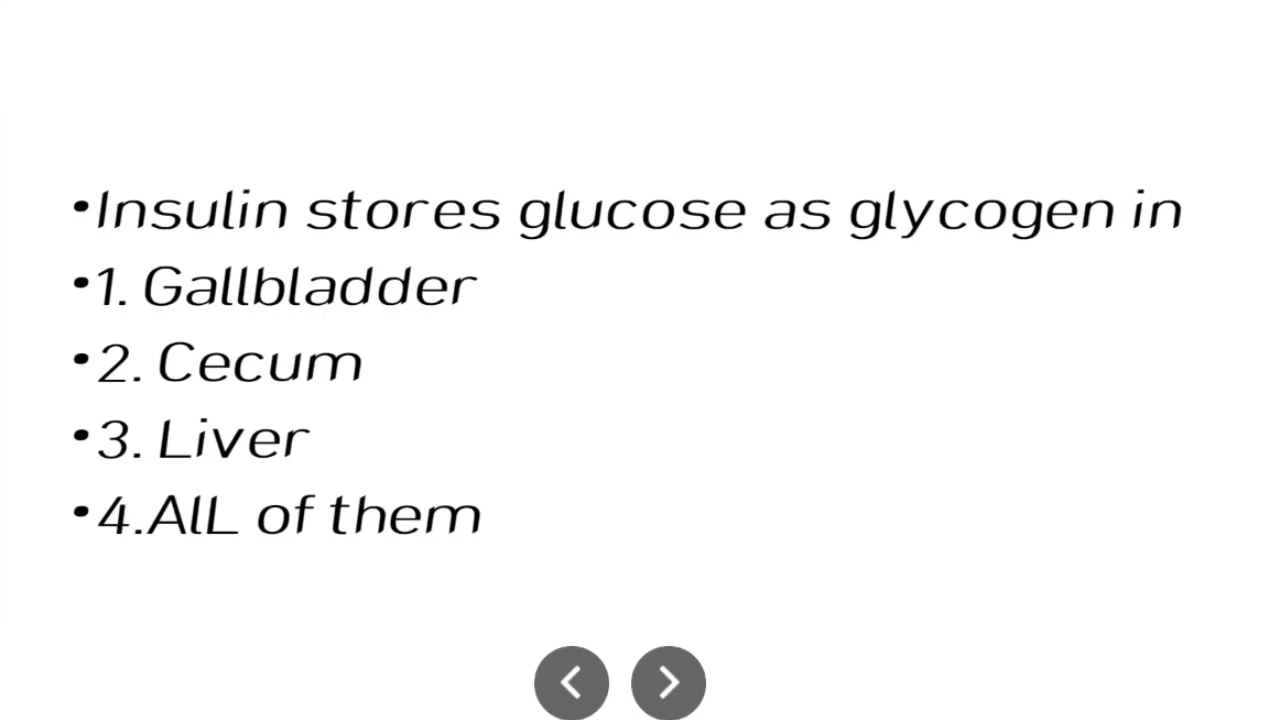 •Insulin stores glucose as glycogen in
•1. Gallbladder
•2. Cecum
•3. Liver
•4.AlL of them